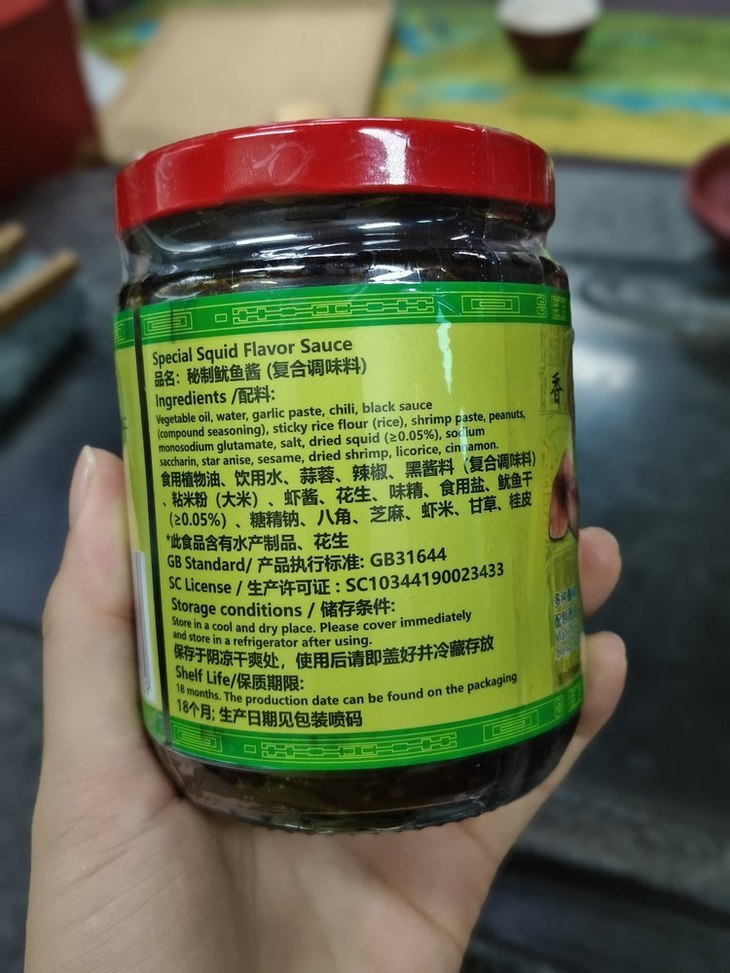 Special Squid Flavor Sauce
品名：秘制鱿鱼酱 (复合调味料)
Ingredients /配料:
Vegetable oil, water, garlic paste, chili, black sauce
(compound seasoning), sticky rice flour (rice), shrimp paste, peanuts,
monosodium glutamate, salt, dried squid (≥0.05%), sodium
saccharin, star anise, sesame, dried shrimp, licorice, cinnamon.
食用植物油、饮用水、蒜蓉、辣椒、黑酱料（复合调味料）
、粘米粉（大米）、虾酱、花生、味精、食用盐、鱿鱼干
（≥0.05%）、糖精钠、八角、芝麻、虾米、甘草、桂皮
*此食品含有水产制品、花生
GB Standard/ 产品执行标准: GB31644
SC License / 生产许可证：SC10344190023433
Storage conditions / 储存条件:
Store in a cool and dry place. Please cover immediately
and store in a refrigerator after using.
保存于阴凉干爽处，使用后请即盖好并冷藏存放
Shelf Life/保质期限:
18 months. The production date can be found on the packaging
18个月; 生产日期见包装喷码
香